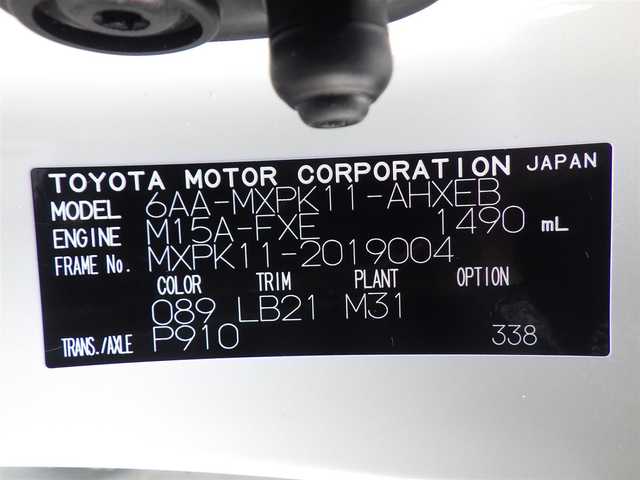 TOYOTA MOTOR CORPORATION JAPAN
MODEL 6AA-MXPK11-AHXEB
ENGINE M15A-FXE 1490 mL
FRAME No. MXPK11-2019004
COLOR TRIM PLANT OPTION
089 LB21 M31
TRANS./AXLE P910 338